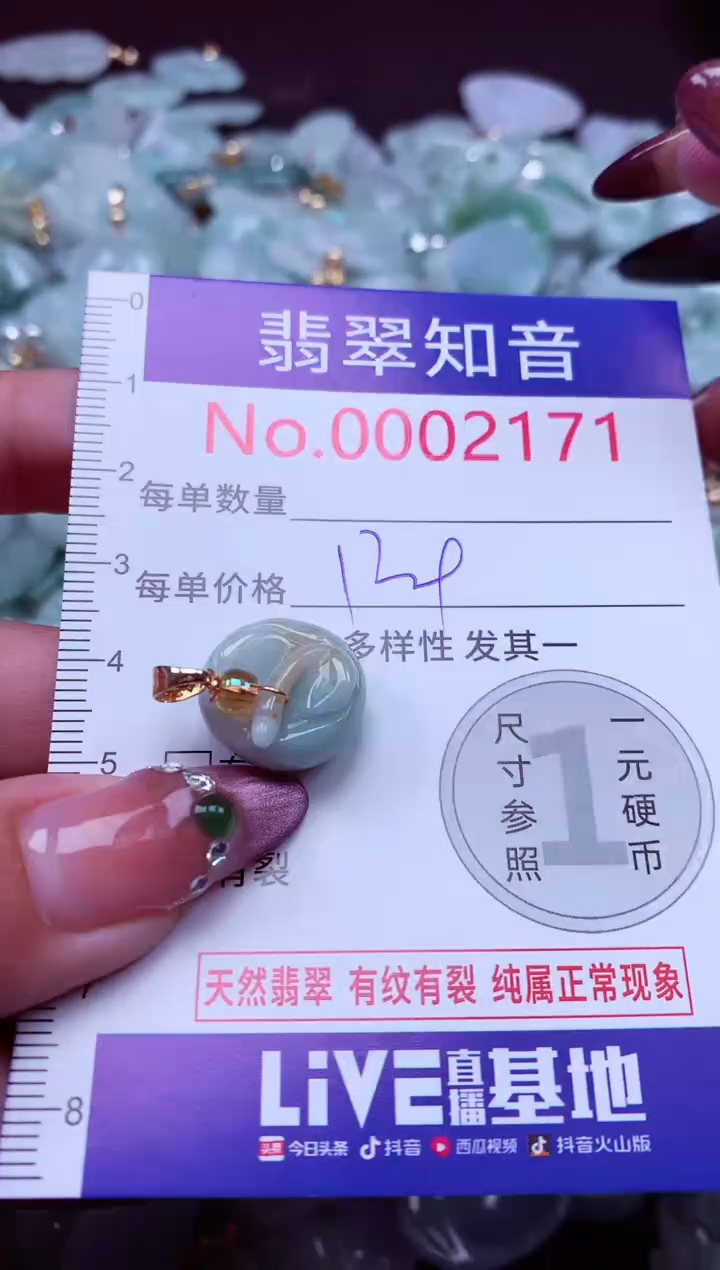 0
1
2
3
4
5
8
翡翠知音
No.0002171
每单数量
每单价格
多样性 发其一
有裂
尺寸参照
1
一元硬币
天然翡翠 有纹有裂 纯属正常现象
LiVE直播基地
头条 今日头条 抖音 西瓜视频 抖音火山版